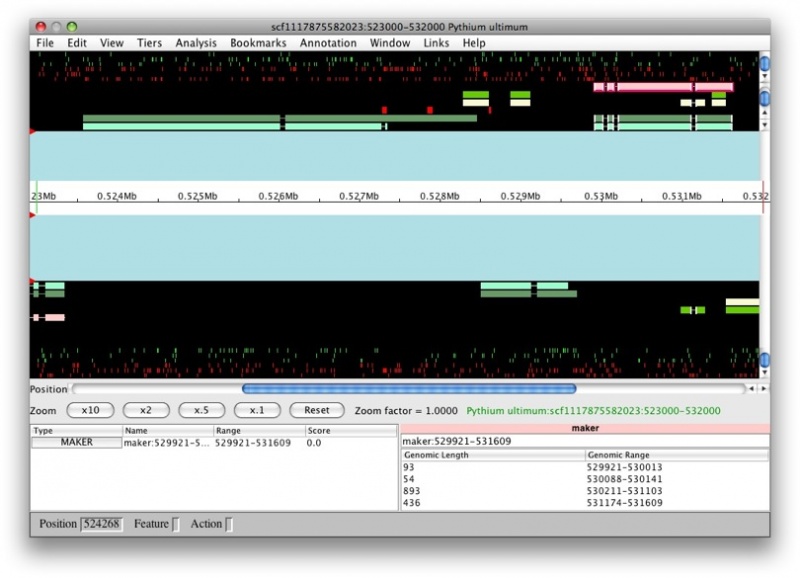 scf1117875582023:523000-532000 Pythium ultimum
File Edit View Tiers Analysis Bookmarks Annotation Window Links Help
23Mb 0.524Mb 0.525Mb 0.526Mb 0.527Mb 0.528Mb 0.529Mb 0.53Mb 0.531Mb 0.532
Position
Zoom x10 x2 x.5 x.1 Reset Zoom factor = 1.0000 Pythium ultimum:scf1117875582023:523000-532000
Type Name Range Score
MAKER maker:529921-5... 529921-531609 0.0
maker
maker:529921-531609
Genomic Length Genomic Range
93 529921-530013
54 530088-530141
893 530211-531103
436 531174-531609
Position 524268 Feature Action